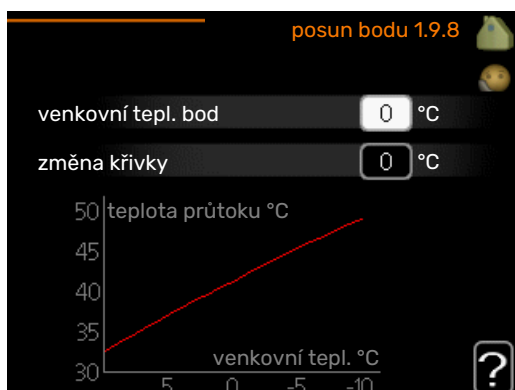 posun bodu 1.9.8
venkovní tepl. bod 0 °C
změna křivky 0 °C
50 teplota průtoku °C
45
40
35
venkovní tepl. °C
30
5 0 -5 -10
?